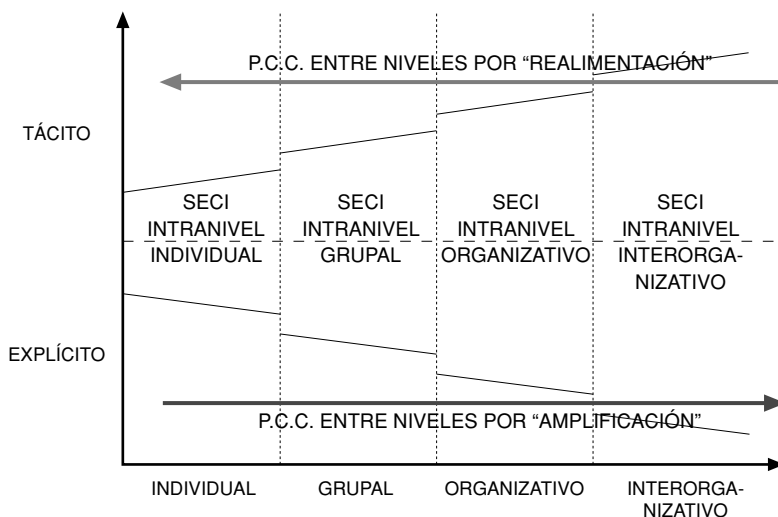 P.C.C. ENTRE NIVELES POR “REALIMENTACIÓN”
TÁCITO
SECI
INTRANIVEL
INDIVIDUAL
SECI
INTRANIVEL
GRUPAL
SECI
INTRANIVEL
ORGANIZATIVO
SECI
INTRANIVEL
INTERORGA-
NIZATIVO
EXPLÍCITO
P.C.C. ENTRE NIVELES POR “AMPLIFICACIÓN”
INDIVIDUAL
GRUPAL
ORGANIZATIVO
INTERORGA-
NIZATIVO